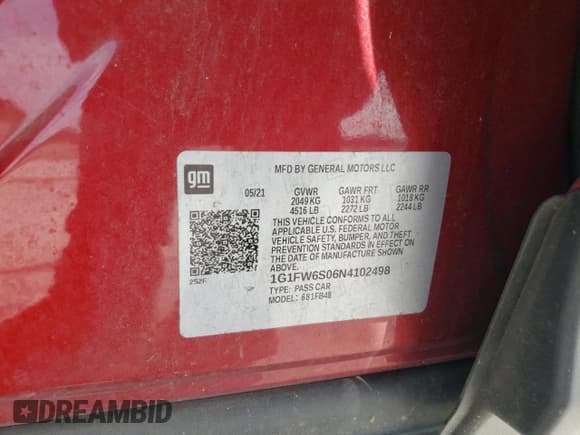 gm
MFD BY GENERAL MOTORS LLC
05/21 GVWR GAWR FRT GAWR RR
2049 KG 1031 KG 1018 KG
4516 LB 2272 LB 2244 LB
THIS VEHICLE CONFORMS TO ALL
APPLICABLE U.S. FEDERAL MOTOR
VEHICLE SAFETY, BUMPER, AND THEFT
PREVENTION STANDARDS IN EFFECT ON
THE DATE OF MANUFACTURE SHOWN
ABOVE.
2S2F
1G1FW6S06N4102498
TYPE: PASS CAR
MODEL: 681FB48
DREAMBID